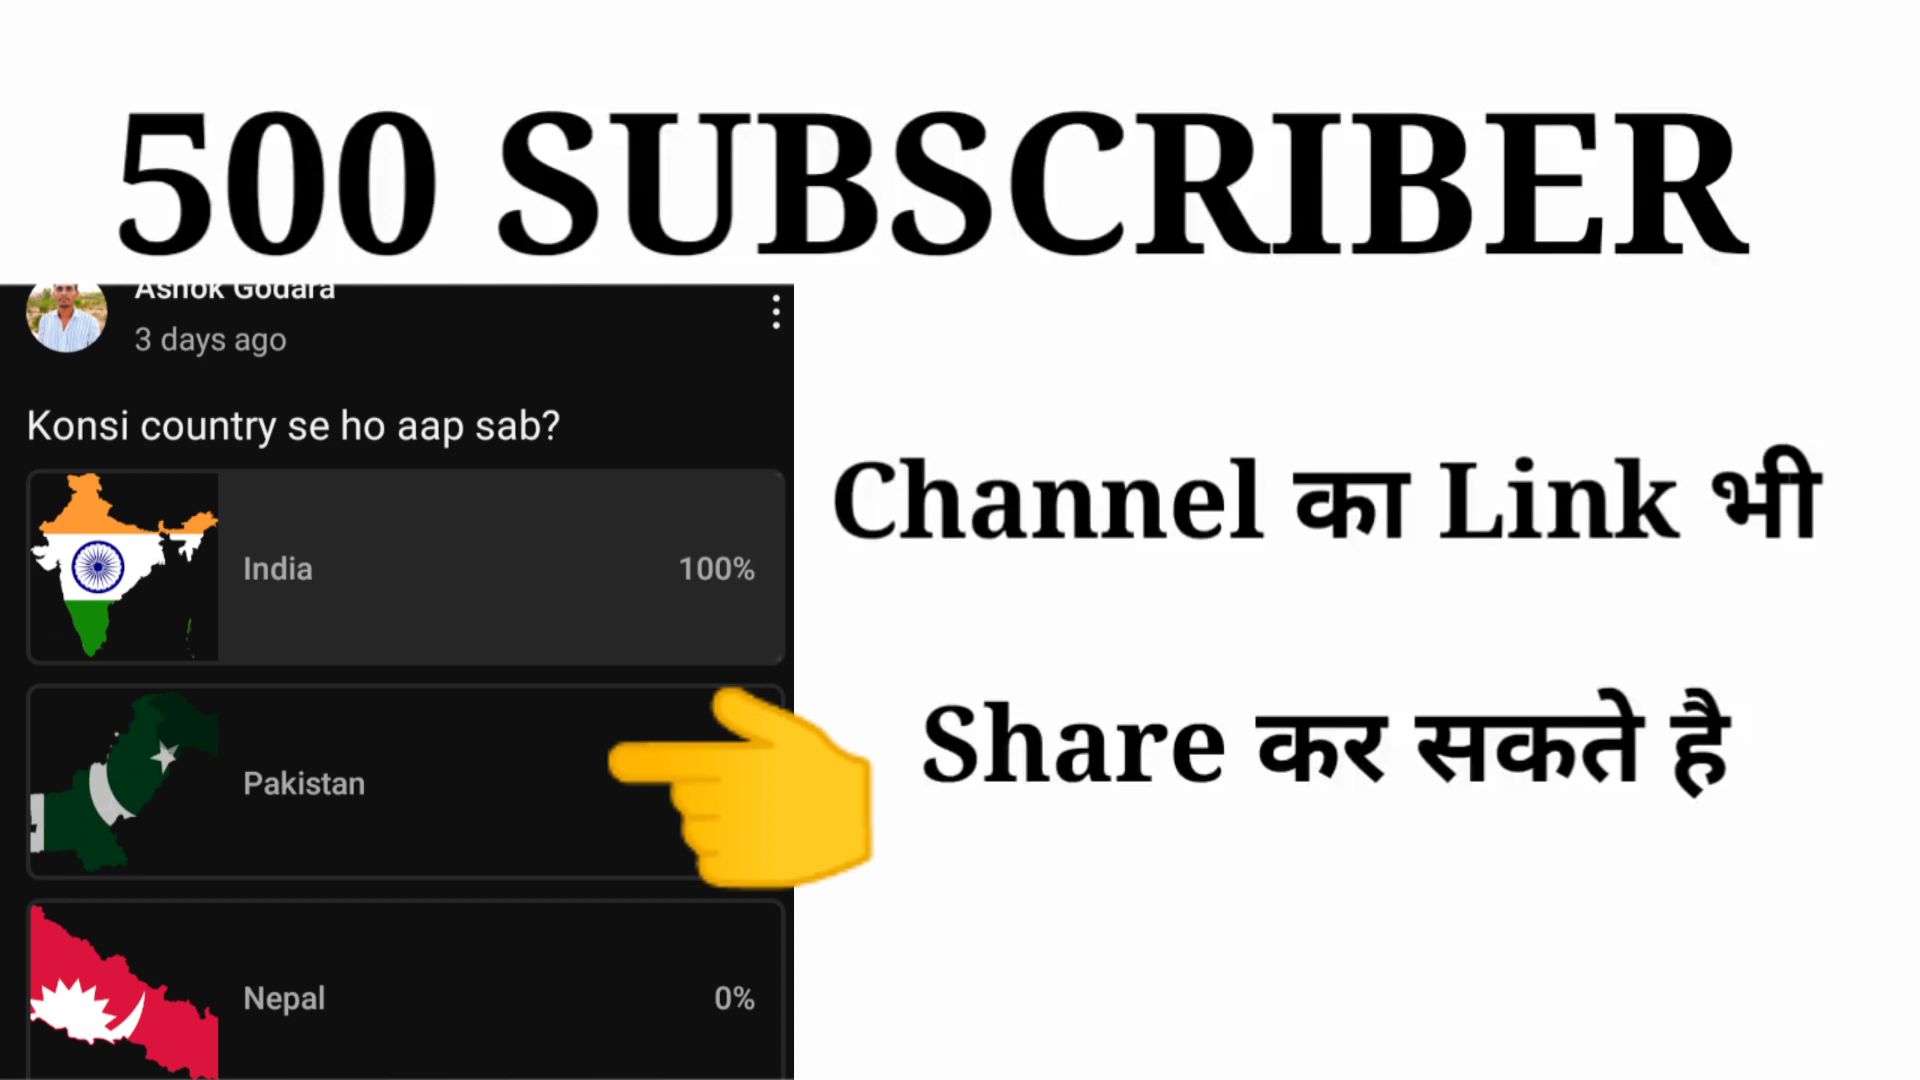 500 SUBSCRIBER
Ashok Godara
3 days ago
Konsi country se ho aap sab?
India 100%
Pakistan
Nepal 0%
Channel का Link भी
Share कर सकते है